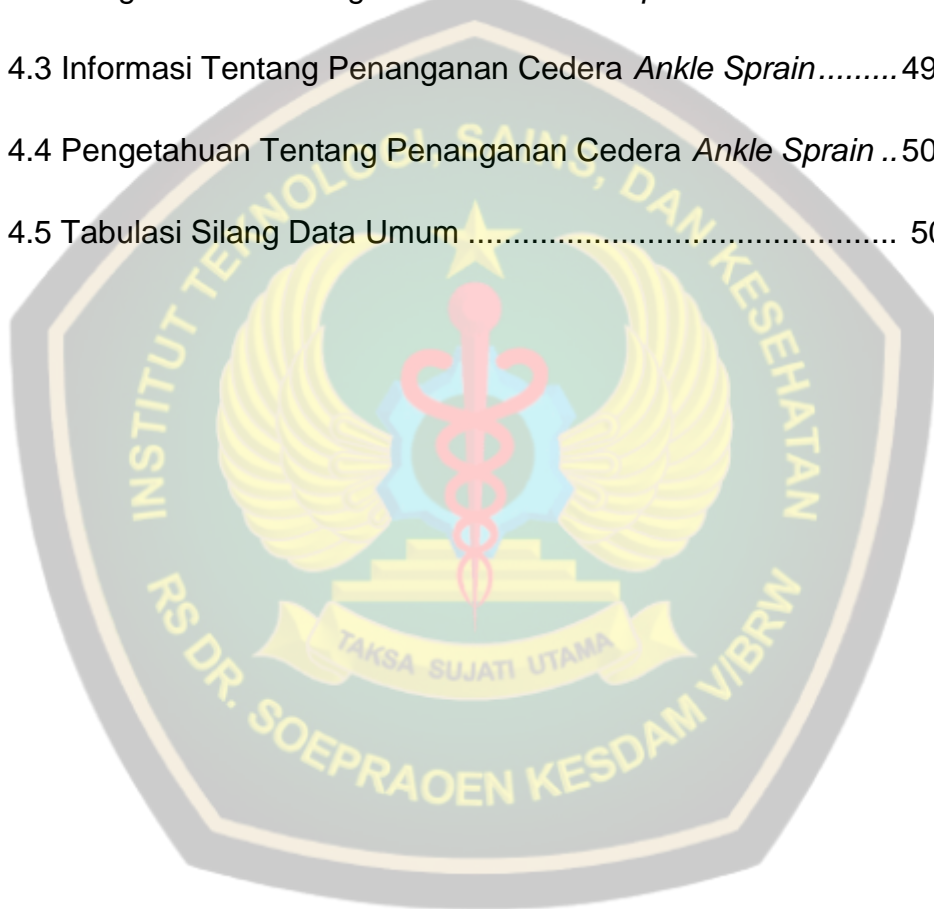 4.3 Informasi Tentang Penanganan Cedera Ankle Sprain.........49
4.4 Pengetahuan Tentang Penanganan Cedera Ankle Sprain ..50
4.5 Tabulasi Silang Data Umum ................................................... 50
INSTITUT TEKNOLOGI, SAINS, DAN KESEHATAN
TAKSA SUJATI UTAMA
RS DR. SOEPRAOEN KESDAM V/BRW